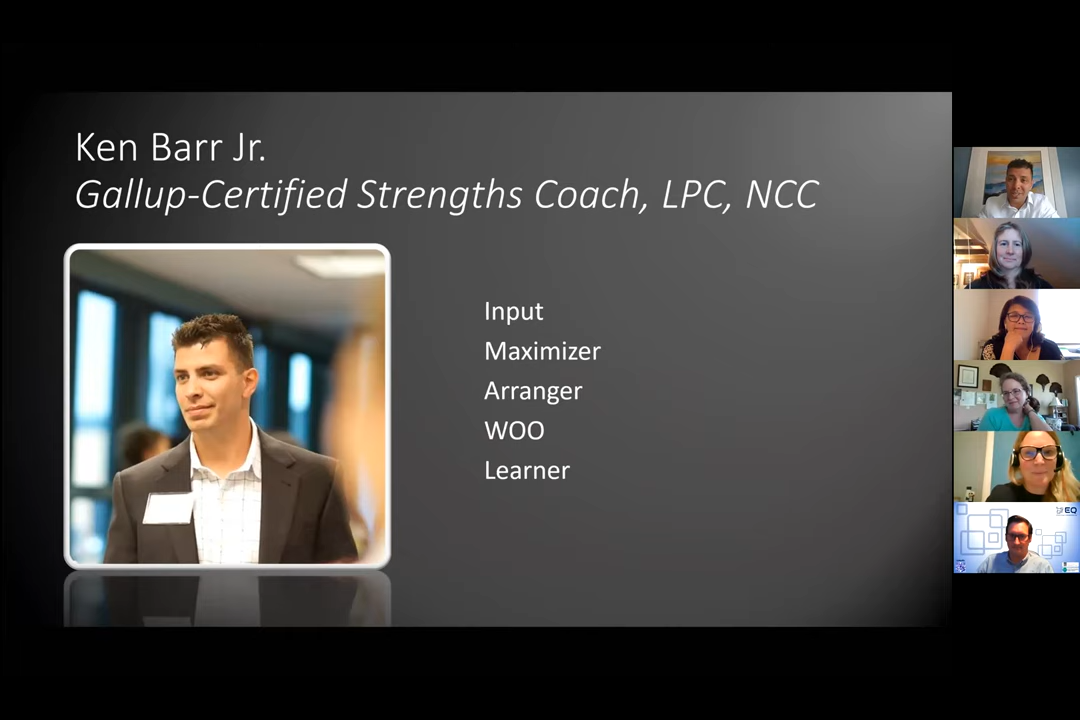 Ken Barr Jr.
Gallup-Certified Strengths Coach, LPC, NCC
Input
Maximizer
Arranger
WOO
Learner
EQ